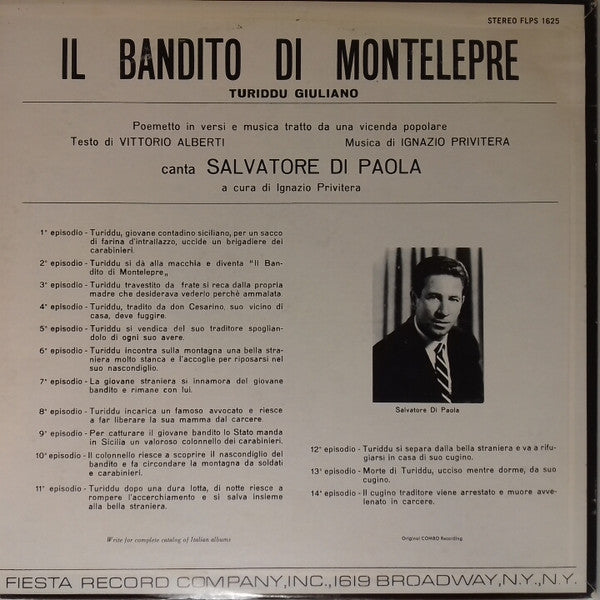 STEREO FLPS 1625
IL BANDITO DI MONTELEPRE
TURIDDU GIULIANO
Poemetto in versi e musica tratto da una vicenda popolare
Testo di VITTORIO ALBERTI Musica di IGNAZIO PRIVITERA
canta SALVATORE DI PAOLA
a cura di Ignazio Privitera
1° episodio - Turiddu, giovane contadino siciliano, per un sacco
di farina d'intrallazzo, uccide un brigadiere dei
carabinieri.
2° episodio - Turiddu si dà alla macchia e diventa "Il Ban-
dito di Montelepre„
3° episodio - Turiddu travestito da frate si reca dalla propria
madre che desiderava vederlo perchè ammalata.
4° episodio - Turiddu, tradito da don Cesarino, suo vicino di
casa, deve fuggire.
5° episodio - Turiddu si vendica del suo traditore spoglian-
dolo di ogni suo avere.
6° episodio - Turiddu incontra sulla montagna una bella stra-
niera molto stanca e l'accoglie per riposarsi nel
suo nascondiglio.
7° episodio - La giovane straniera si innamora del giovane
bandito e rimane con lui.
8° episodio - Turiddu incarica un famoso avvocato e riesce
a far liberare la sua mamma dal carcere.
9° episodio - Per catturare il giovane bandito lo Stato manda
in Sicilia un valoroso colonnello dei carabinieri.
10° episodio - Il colonnello riesce a scoprire il nascondiglio del
bandito e fa circondare la montagna da soldati
e carabinieri.
11° episodio - Turiddu dopo una dura lotta, di notte riesce a
rompere l'accerchiamento e si salva insieme
alla bella straniera.
Salvatore Di Paola
12° episodio - Turiddu si separa dalla bella straniera e va a rifu-
giarsi in casa di suo cugino.
13° episodio - Morte di Turiddu, ucciso mentre dorme, da suo
cugino.
14° episodio - Il cugino traditore viene arrestato e muore avve-
lenato in carcere.
Write for complete catalog of Italian albums
Original COMBO Recording
FIESTA RECORD COMPANY, INC., 1619 BROADWAY, N.Y., N.Y.